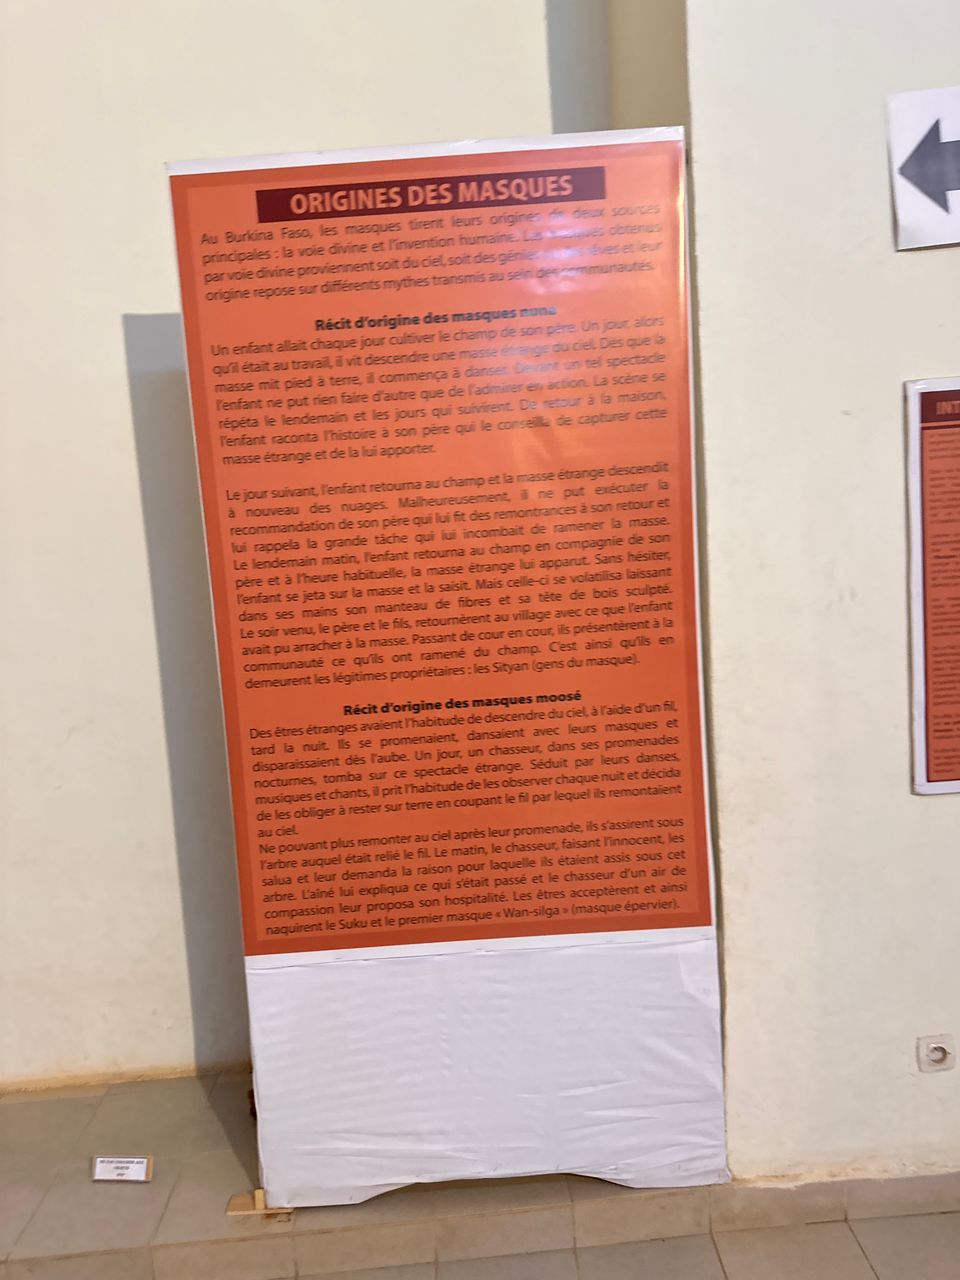 ORIGINES DES MASQUES
Au Burkina Faso, les masques tirent leurs origines de deux sources
principales : la voie divine et l'invention humaine. Les masques obtenus
par voie divine proviennent soit du ciel, soit des génies rêves et leur
origine repose sur différents mythes transmis au sein des communautés.
Récit d'origine des masques nuna
Un enfant allait chaque jour cultiver le champ de son père. Un jour, alors
qu'il était au travail, il vit descendre une masse étrange du ciel. Dès que la
masse mit pied à terre, il commença à danser. Devant un tel spectacle
l'enfant ne put rien faire d'autre que de l'admirer en action. La scène se
répéta le lendemain et les jours qui suivirent. De retour à la maison,
l'enfant raconta l'histoire à son père qui le conseilla de capturer cette
masse étrange et de la lui apporter.
Le jour suivant, l'enfant retourna au champ et la masse étrange descendit
à nouveau des nuages. Malheureusement, il ne put exécuter la
recommandation de son père qui lui fit des remontrances à son retour et
lui rappela la grande tâche qui lui incombait de ramener la masse.
Le lendemain matin, l'enfant retourna au champ en compagnie de son
père et à l'heure habituelle, la masse étrange lui apparut. Sans hésiter,
l'enfant se jeta sur la masse et la saisit. Mais celle-ci se volatilisa laissant
dans ses mains son manteau de fibres et sa tête de bois sculpté.
Le soir venu, le père et le fils, retournèrent au village avec ce que l'enfant
avait pu arracher à la masse. Passant de cour en cour, ils présentèrent à la
communauté ce qu'ils ont ramené du champ. C'est ainsi qu'ils en
demeurent les légitimes propriétaires : les Sityan (gens du masque).
Récit d'origine des masques moosé
Des êtres étranges avaient l'habitude de descendre du ciel, à l'aide d'un fil,
tard la nuit. Ils se promenaient, dansaient avec leurs masques et
disparaissaient dès l'aube. Un jour, un chasseur, dans ses promenades
nocturnes, tomba sur ce spectacle étrange. Séduit par leurs danses,
musiques et chants, il prit l'habitude de les observer chaque nuit et décida
de les obliger à rester sur terre en coupant le fil par lequel ils remontaient
au ciel.
Ne pouvant plus remonter au ciel après leur promenade, ils s'assirent sous
l'arbre auquel était relié le fil. Le matin, le chasseur, faisant l'innocent, les
salua et leur demanda la raison pour laquelle ils étaient assis sous cet
arbre. L'aîné lui expliqua ce qui s'était passé et le chasseur d'un air de
compassion leur proposa son hospitalité. Les êtres acceptèrent et ainsi
naquirent le Suku et le premier masque « Wan-silga » (masque épervier).
INT